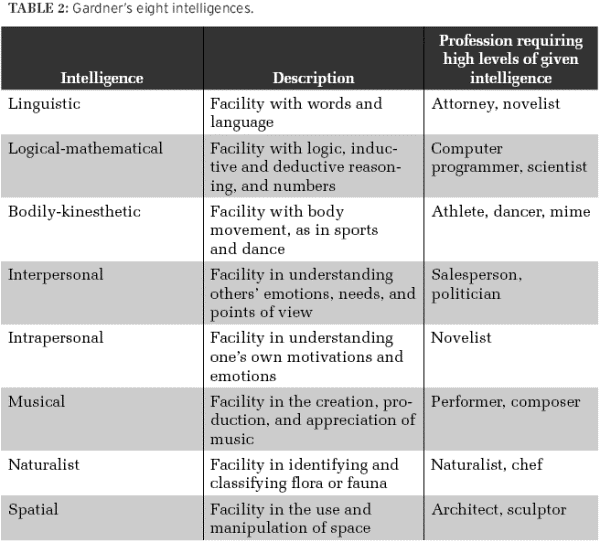 TABLE 2: Gardner's eight intelligences.
Intelligence
Description
Profession requiring
high levels of given
intelligence
Linguistic
Facility with words and
language
Attorney, novelist
Logical-mathematical
Facility with logic, induc-
tive and deductive reason-
ing, and numbers
Computer
programmer, scientist
Bodily-kinesthetic
Facility with body
movement, as in sports
and dance
Athlete, dancer, mime
Interpersonal
Facility in understanding
others' emotions, needs, and
points of view
Salesperson,
politician
Intrapersonal
Facility in understanding
one's own motivations and
emotions
Novelist
Musical
Facility in the creation, pro-
duction, and appreciation of
music
Performer, composer
Naturalist
Facility in identifying and
classifying flora or fauna
Naturalist, chef
Spatial
Facility in the use and
manipulation of space
Architect, sculptor